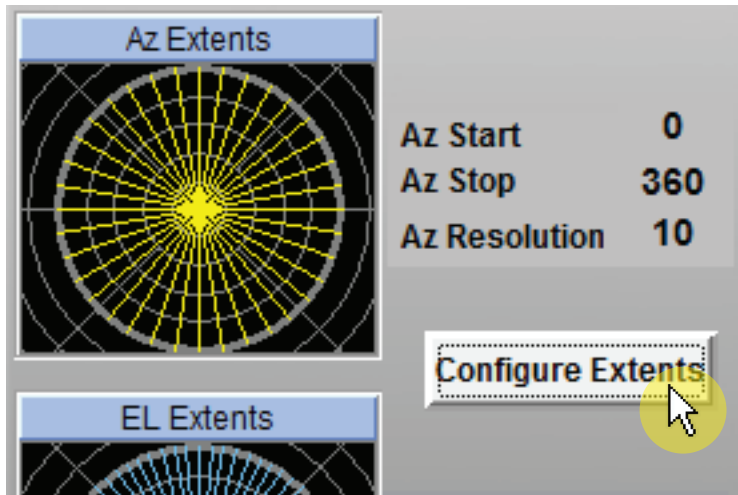 Az Extents
Az Start 0
Az Stop 360
Az Resolution 10
Configure Extents
EL Extents